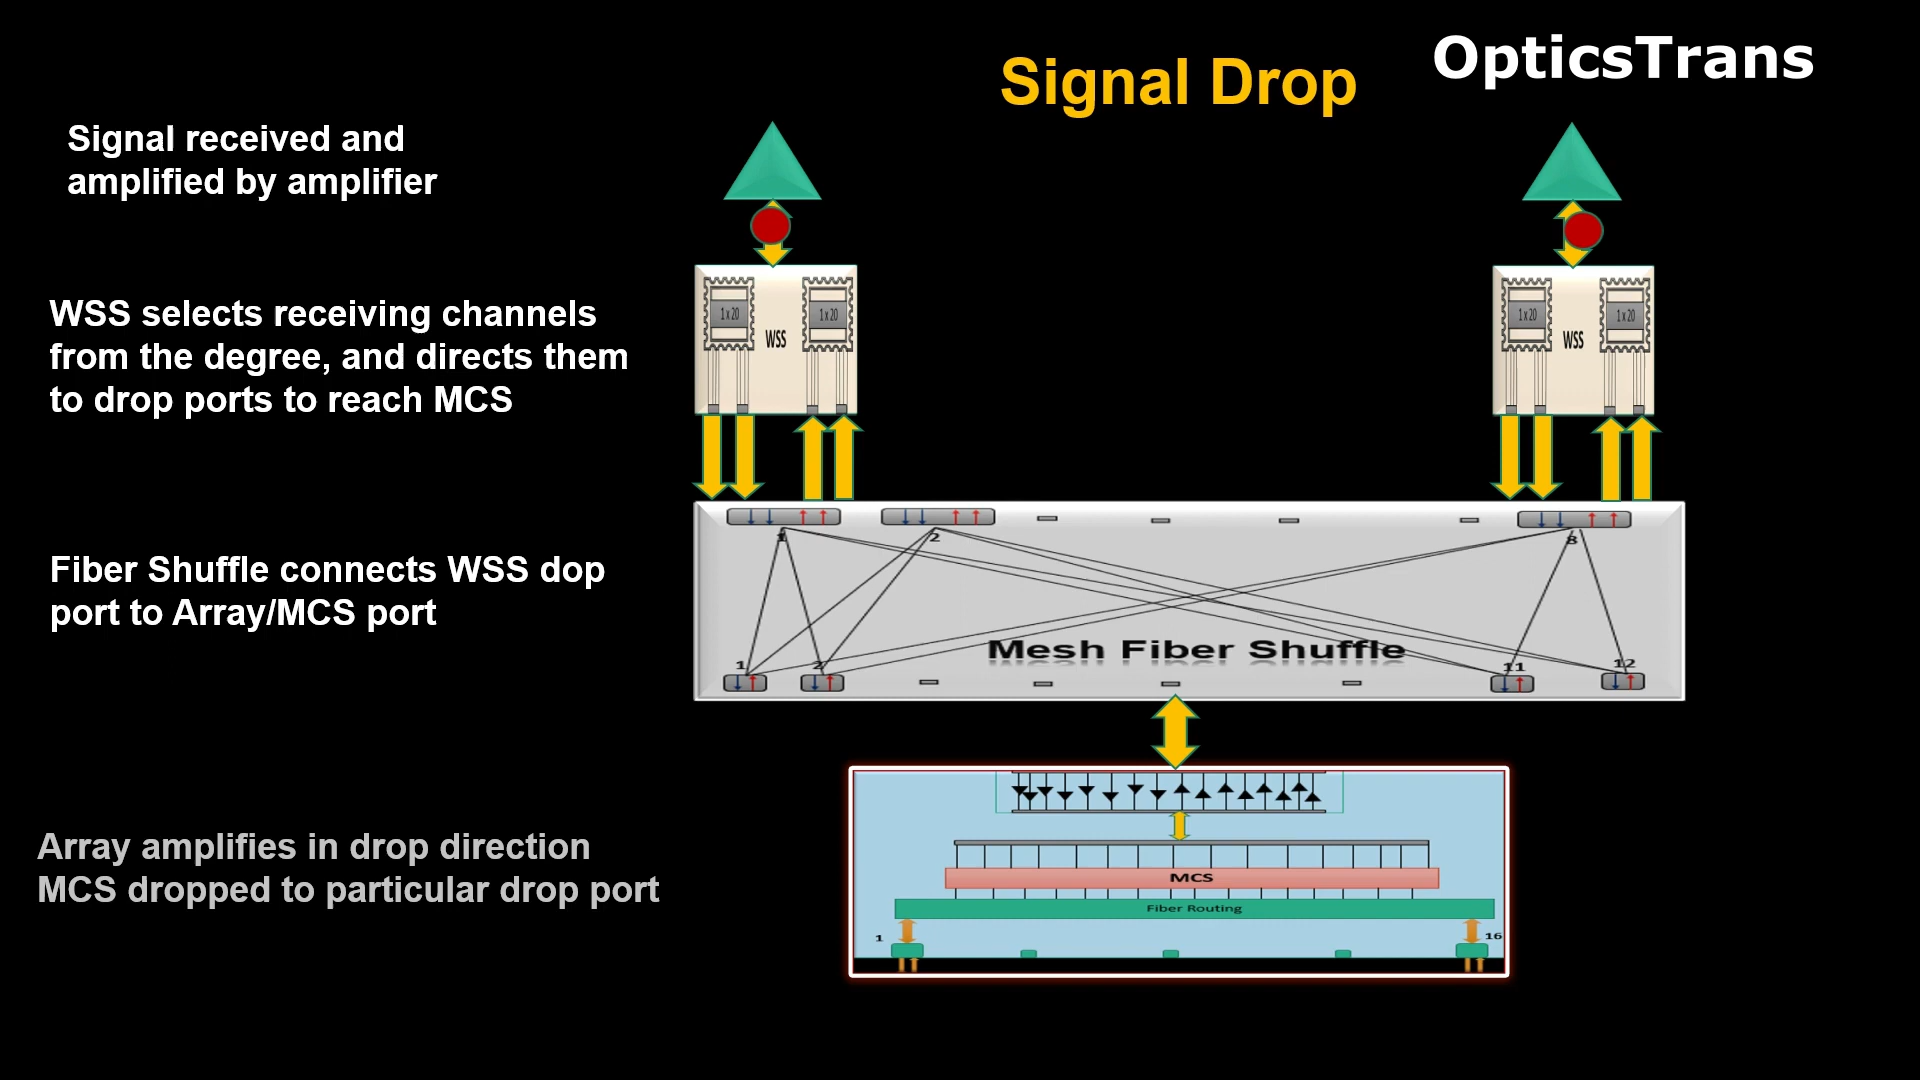 OpticsTrans
Signal Drop
Signal received and
amplified by amplifier
WSS selects receiving channels
from the degree, and directs them
to drop ports to reach MCS
1x20
WSS
1x20
1x20
WSS
1x20
Fiber Shuffle connects WSS dop
port to Array/MCS port
1
2
8
Mesh Fiber Shuffle
1
2
11
12
Array amplifies in drop direction
MCS dropped to particular drop port
MCS
Fiber Routing
1
16